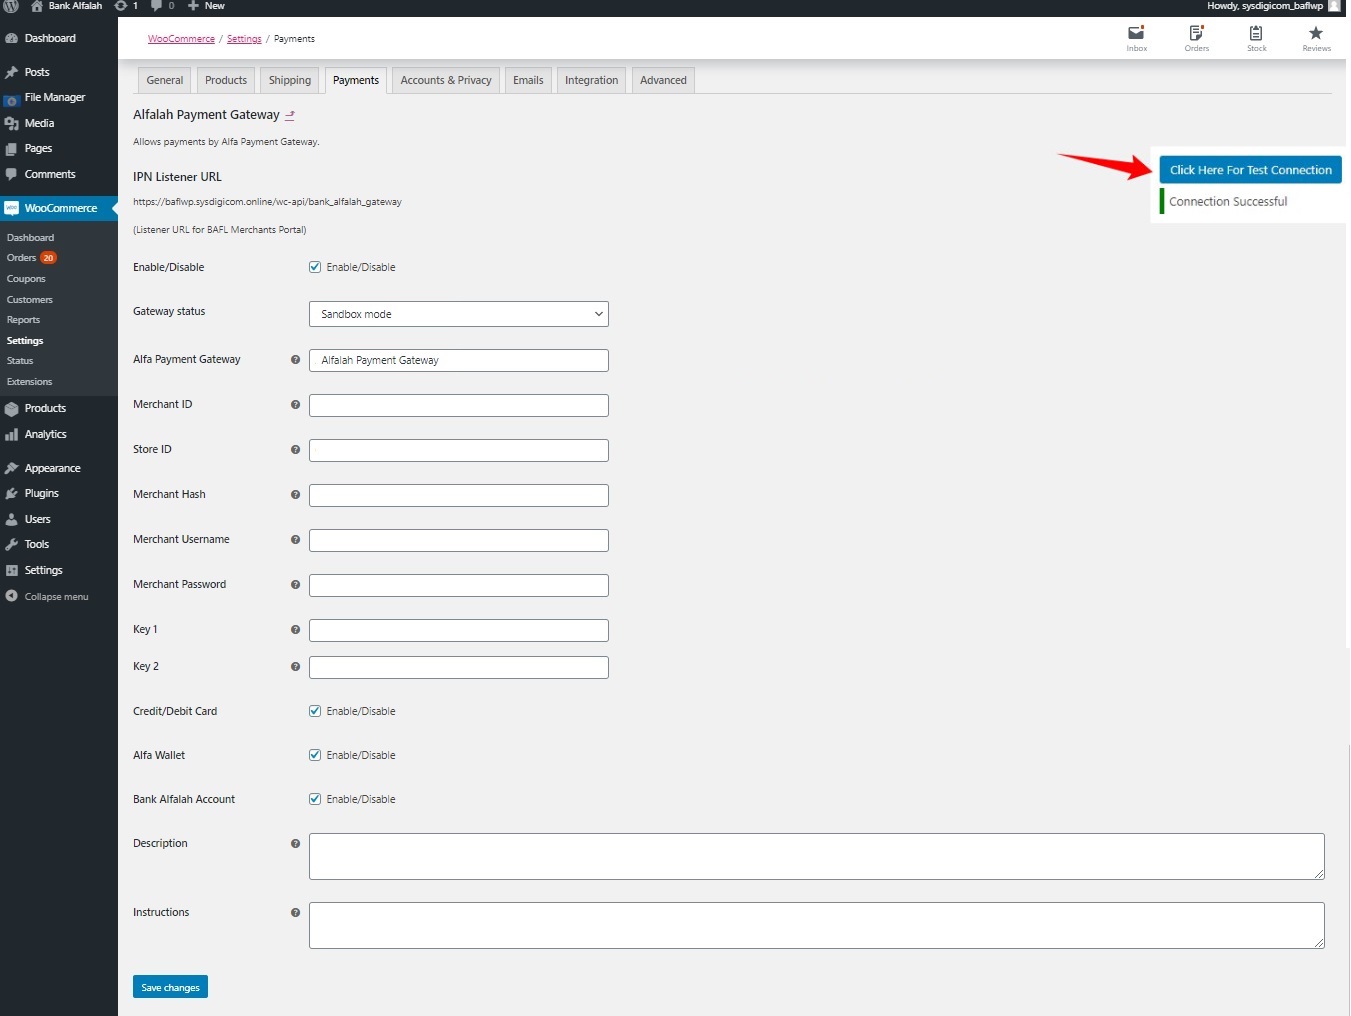 Bank Alfalah 1 0 New
Howdy, sysdigicom_baflwp
WooCommerce / Settings / Payments
Inbox Orders Stock Reviews
General Products Shipping Payments Accounts & Privacy Emails Integration Advanced
Dashboard
Posts
File Manager
Media
Pages
Comments
WooCommerce
Dashboard
Orders 20
Coupons
Customers
Reports
Settings
Status
Extensions
Products
Analytics
Appearance
Plugins
Users
Tools
Settings
Collapse menu
Alfalah Payment Gateway
Allows payments by Alfa Payment Gateway.
IPN Listener URL
https://baflwp.sysdigicom.online/wc-api/bank_alfalah_gateway
(Listener URL for BAFL Merchants Portal)
Click Here For Test Connection
Connection Successful
Enable/Disable Enable/Disable
Gateway status Sandbox mode
Alfa Payment Gateway Alfalah Payment Gateway
Merchant ID
Store ID
Merchant Hash
Merchant Username
Merchant Password
Key 1
Key 2
Credit/Debit Card Enable/Disable
Alfa Wallet Enable/Disable
Bank Alfalah Account Enable/Disable
Description
Instructions
Save changes